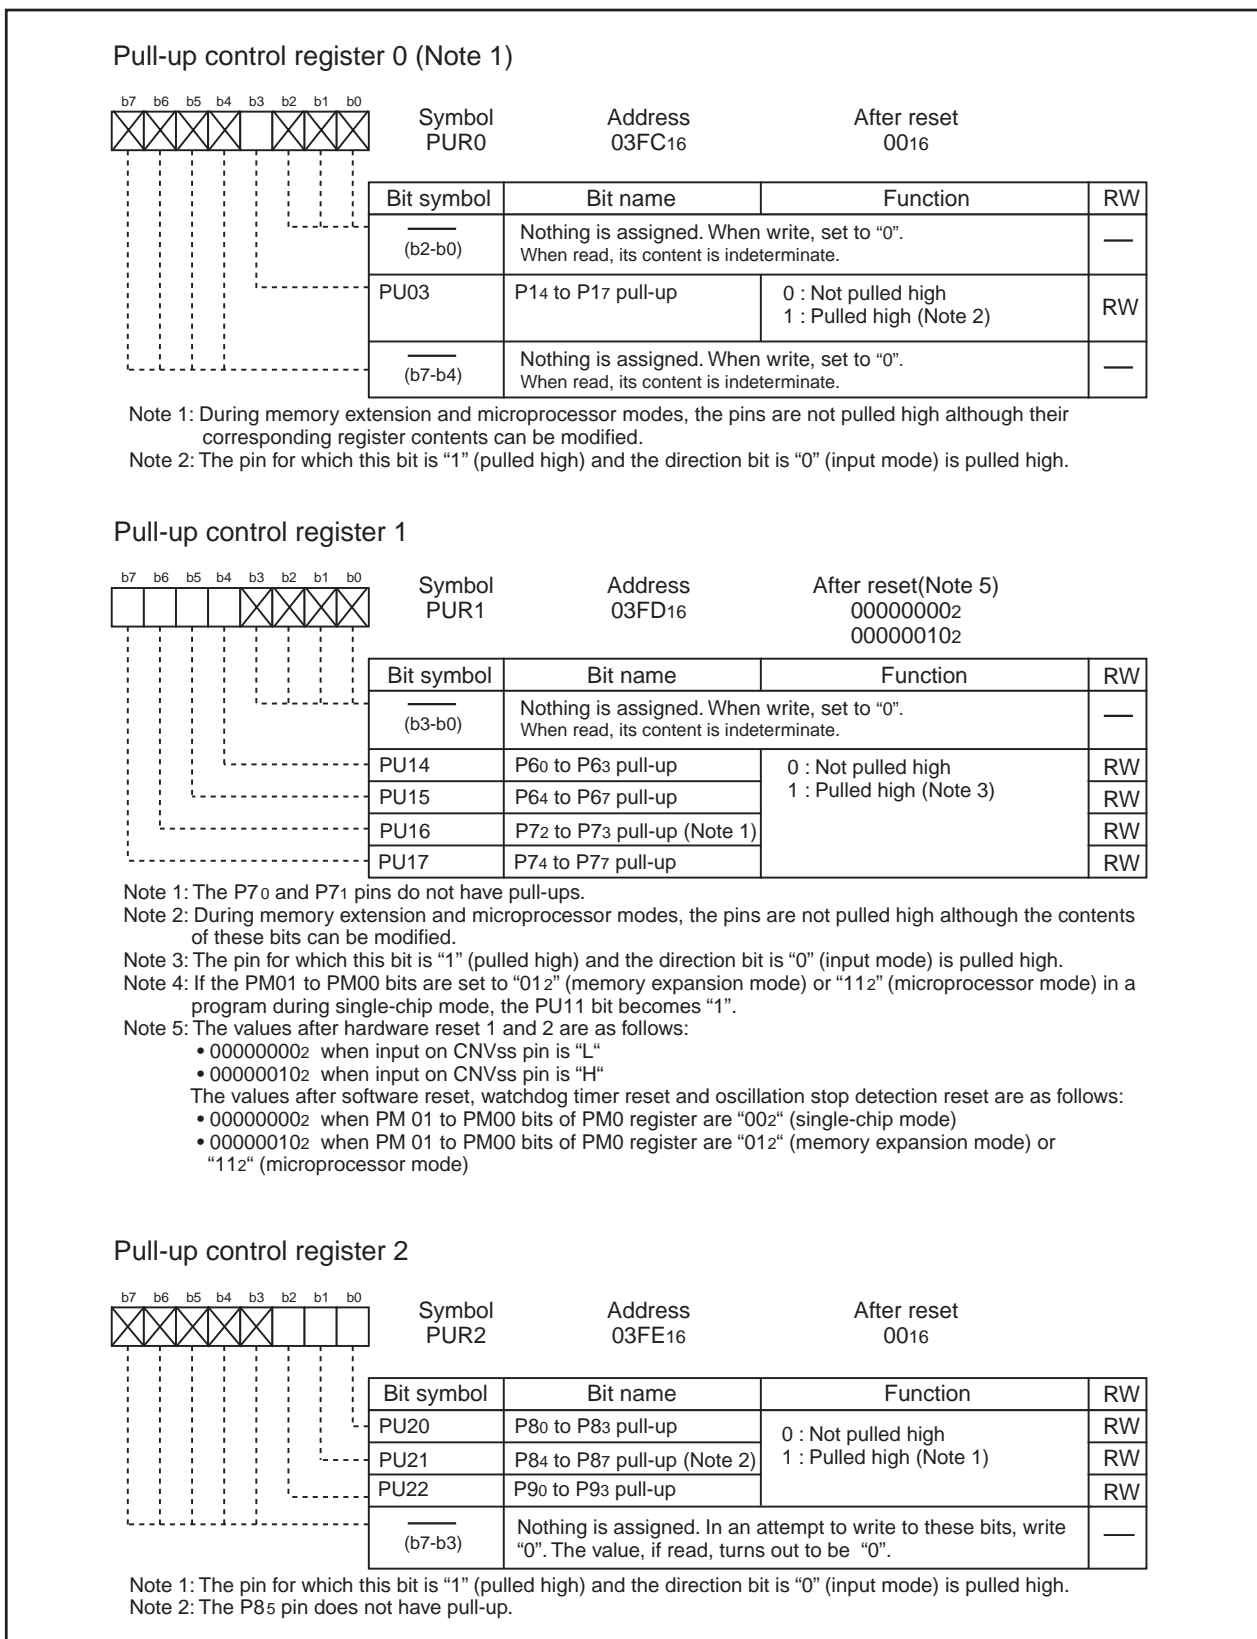 Pull-up control register 0 (Note 1)
b7 b6 b5 b4 b3 b2 b1 b0
Symbol Address After reset
PUR0 03FC16 0016
Bit symbol Bit name Function RW
(b2-b0) Nothing is assigned. When write, set to “0”.
When read, its content is indeterminate. —
PU03 P14 to P17 pull-up 0 : Not pulled high
1 : Pulled high (Note 2) RW
(b7-b4) Nothing is assigned. When write, set to “0”.
When read, its content is indeterminate. —
Note 1: During memory extension and microprocessor modes, the pins are not pulled high although their
corresponding register contents can be modified.
Note 2: The pin for which this bit is “1” (pulled high) and the direction bit is “0” (input mode) is pulled high.
Pull-up control register 1
b7 b6 b5 b4 b3 b2 b1 b0
Symbol Address After reset(Note 5)
PUR1 03FD16 000000002
000000102
Bit symbol Bit name Function RW
(b3-b0) Nothing is assigned. When write, set to “0”.
When read, its content is indeterminate. —
PU14 P60 to P63 pull-up 0 : Not pulled high RW
PU15 P64 to P67 pull-up 1 : Pulled high (Note 3) RW
PU16 P72 to P73 pull-up (Note 1) RW
PU17 P74 to P77 pull-up RW
Note 1: The P70 and P71 pins do not have pull-ups.
Note 2: During memory extension and microprocessor modes, the pins are not pulled high although the contents
of these bits can be modified.
Note 3: The pin for which this bit is “1” (pulled high) and the direction bit is “0” (input mode) is pulled high.
Note 4: If the PM01 to PM00 bits are set to “012” (memory expansion mode) or “112” (microprocessor mode) in a
program during single-chip mode, the PU11 bit becomes “1”.
Note 5: The values after hardware reset 1 and 2 are as follows:
• 000000002 when input on CNVss pin is “L“
• 000000102 when input on CNVss pin is “H“
The values after software reset, watchdog timer reset and oscillation stop detection reset are as follows:
• 000000002 when PM 01 to PM00 bits of PM0 register are “002“ (single-chip mode)
• 000000102 when PM 01 to PM00 bits of PM0 register are “012“ (memory expansion mode) or
“112“ (microprocessor mode)
Pull-up control register 2
b7 b6 b5 b4 b3 b2 b1 b0
Symbol Address After reset
PUR2 03FE16 0016
Bit symbol Bit name Function RW
PU20 P80 to P83 pull-up 0 : Not pulled high RW
PU21 P84 to P87 pull-up (Note 2) 1 : Pulled high (Note 1) RW
PU22 P90 to P93 pull-up RW
(b7-b3) Nothing is assigned. In an attempt to write to these bits, write
“0”. The value, if read, turns out to be “0”. —
Note 1: The pin for which this bit is “1” (pulled high) and the direction bit is “0” (input mode) is pulled high.
Note 2: The P85 pin does not have pull-up.